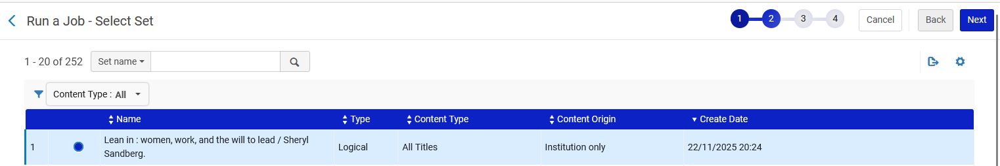 Run a Job - Select Set
1 2 3 4 Cancel Back Next
1 - 20 of 252 Set name
Content Type : All
Name Type Content Type Content Origin Create Date
1 Lean in : women, work, and the will to lead / Sheryl
Sandberg. Logical All Titles Institution only 22/11/2025 20:24